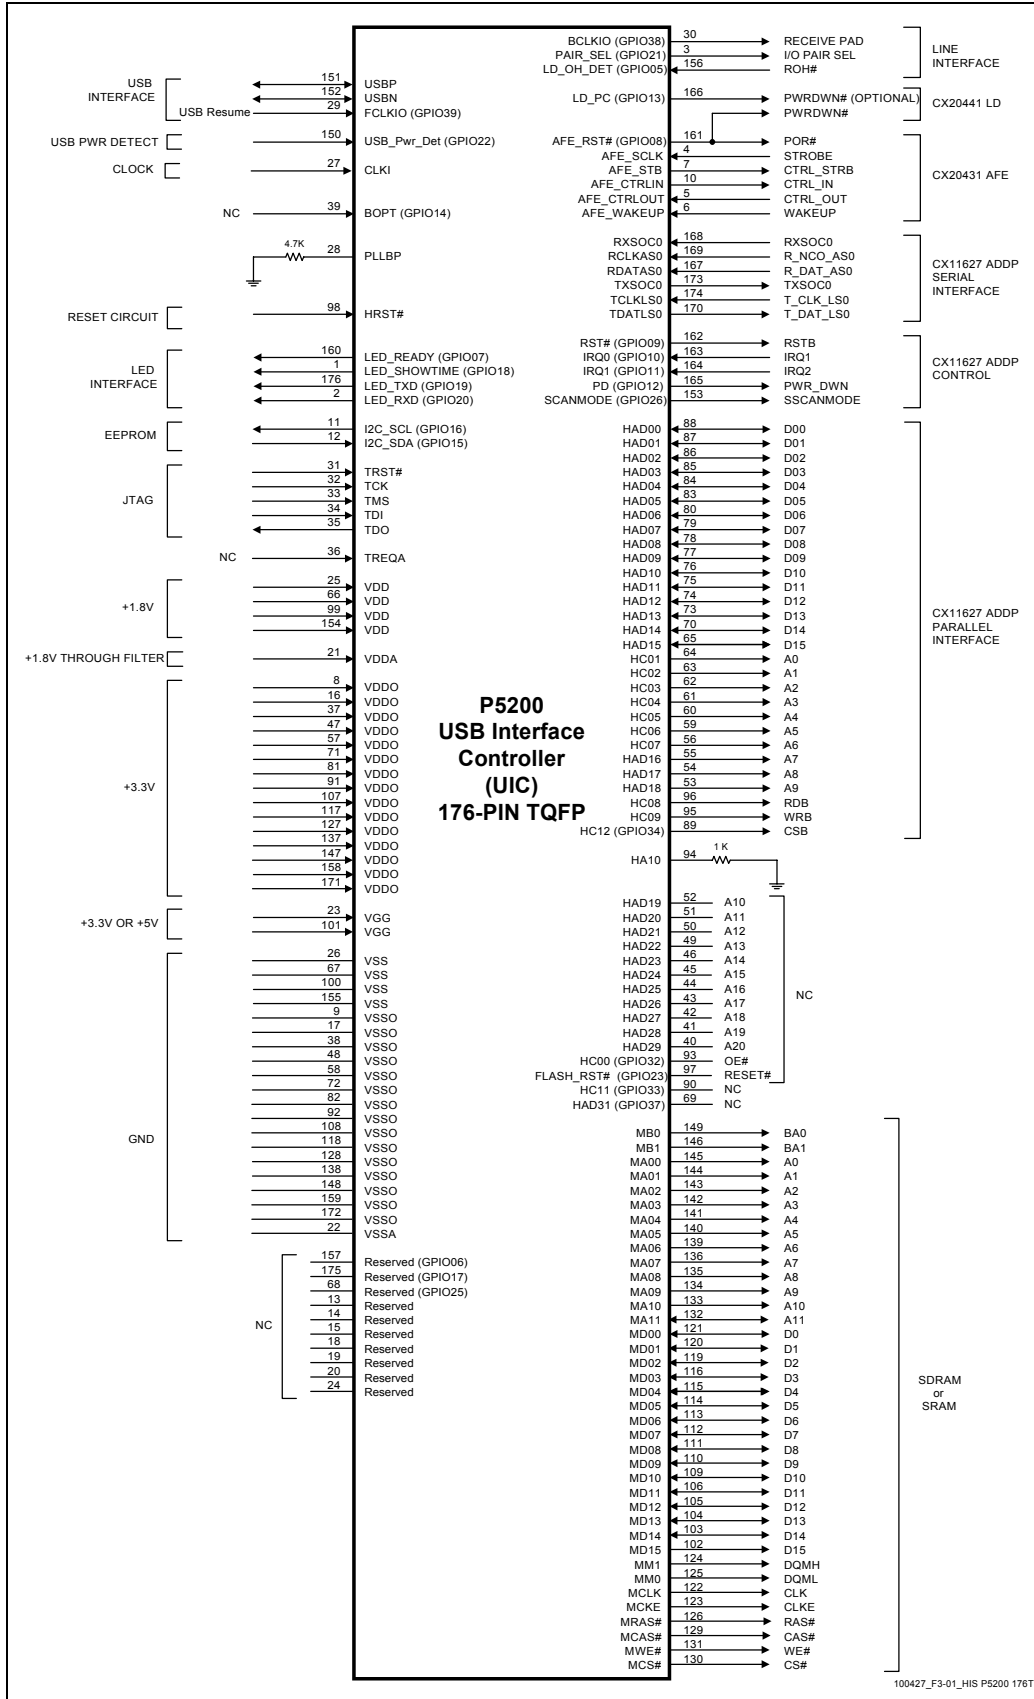 USB INTERFACE
151 USBP
152 USBN
USB Resume 29 FCLKIO (GPIO39)
USB PWR DETECT 150 USB_Pwr_Det (GPIO22)
CLOCK 27 CLKI
NC 39 BOPT (GPIO14)
4.7K 28 PLLBP
RESET CIRCUIT 98 HRST#
LED INTERFACE
160 LED_READY (GPIO07)
1 LED_SHOWTIME (GPIO18)
176 LED_TXD (GPIO19)
2 LED_RXD (GPIO20)
EEPROM
11 I2C_SCL (GPIO16)
12 I2C_SDA (GPIO15)
JTAG
31 TRST#
32 TCK
33 TMS
34 TDI
35 TDO
NC 36 TREQA
+1.8V
25 VDD
66 VDD
99 VDD
154 VDD
+1.8V THROUGH FILTER 21 VDDA
+3.3V
8 VDDO
16 VDDO
37 VDDO
47 VDDO
57 VDDO
71 VDDO
81 VDDO
91 VDDO
107 VDDO
117 VDDO
127 VDDO
137 VDDO
147 VDDO
158 VDDO
171 VDDO
+3.3V OR +5V
23 VGG
101 VGG
GND
26 VSS
67 VSS
100 VSS
155 VSS
9 VSSO
17 VSSO
38 VSSO
48 VSSO
58 VSSO
72 VSSO
82 VSSO
92 VSSO
108 VSSO
118 VSSO
128 VSSO
138 VSSO
148 VSSO
159 VSSO
172 VSSO
22 VSSA
NC
157 Reserved (GPIO06)
175 Reserved (GPIO17)
68 Reserved (GPIO25)
13 Reserved
14 Reserved
15 Reserved
18 Reserved
19 Reserved
20 Reserved
24 Reserved
P5200
USB Interface
Controller
(UIC)
176-PIN TQFP
BCLKIO (GPIO38) 30 RECEIVE PAD
PAIR_SEL (GPIO21) 3 I/O PAIR SEL
LD_OH_DET (GPIO05) 156 ROH#
LINE INTERFACE
LD_PC (GPIO13) 166 PWRDWN# (OPTIONAL)
PWRDWN#
CX20441 LD
AFE_RST# (GPIO08) 161 POR#
AFE_SCLK 4 STROBE
AFE_STB 7 CTRL_STRB
AFE_CTRLIN 10 CTRL_IN
AFE_CTRLOUT 5 CTRL_OUT
AFE_WAKEUP 6 WAKEUP
CX20431 AFE
RXSOC0 168 RXSOC0
RCLKAS0 169 R_NCO_AS0
RDATAS0 167 R_DAT_AS0
TXSOC0 173 TXSOC0
TCLKLS0 174 T_CLK_LS0
TDATLS0 170 T_DAT_LS0
CX11627 ADDP
SERIAL
INTERFACE
RST# (GPIO09) 162 RSTB
IRQ0 (GPIO10) 163 IRQ1
IRQ1 (GPIO11) 164 IRQ2
PD (GPIO12) 165 PWR_DWN
SCANMODE (GPIO26) 153 SSCANMODE
CX11627 ADDP
CONTROL
HAD00 88 D00
HAD01 87 D01
HAD02 86 D02
HAD03 85 D03
HAD04 84 D04
HAD05 83 D05
HAD06 80 D06
HAD07 79 D07
HAD08 78 D08
HAD09 77 D09
HAD10 76 D10
HAD11 75 D11
HAD12 74 D12
HAD13 73 D13
HAD14 70 D14
HAD15 65 D15
HC01 64 A0
HC02 63 A1
HC03 62 A2
HC04 61 A3
HC05 60 A4
HC06 59 A5
HC07 56 A6
HAD16 55 A7
HAD17 54 A8
HAD18 53 A9
HC08 96 RDB
HC09 95 WRB
HC12 (GPIO34) 89 CSB
CX11627 ADDP
PARALLEL
INTERFACE
HA10 94 1 K
HAD19 52 A10
HAD20 51 A11
HAD21 50 A12
HAD22 49 A13
HAD23 46 A14
HAD24 45 A15
HAD25 44 A16
HAD26 43 A17
HAD27 42 A18
HAD28 41 A19
HAD29 40 A20
HC00 (GPIO32) 93 OE#
FLASH_RST# (GPIO23) 97 RESET#
NC
HC11 (GPIO33) 90 NC
HAD31 (GPIO37) 69 NC
MB0 149 BA0
MB1 146 BA1
MA00 145 A0
MA01 144 A1
MA02 143 A2
MA03 142 A3
MA04 141 A4
MA05 140 A5
MA06 139 A6
MA07 136 A7
MA08 135 A8
MA09 134 A9
MA10 133 A10
MA11 132 A11
MD00 121 D0
MD01 120 D1
MD02 119 D2
MD03 116 D3
MD04 115 D4
MD05 114 D5
MD06 113 D6
MD07 112 D7
MD08 111 D8
MD09 110 D9
MD10 109 D10
MD11 106 D11
MD12 105 D12
MD13 104 D13
MD14 103 D14
MD15 102 D15
MM1 124 DQMH
MM0 125 DQML
MCLK 122 CLK
MCKE 123 CLKE
MRAS# 126 RAS#
MCAS# 129 CAS#
MWE# 131 WE#
MCS# 130 CS#
SDRAM
or
SRAM
100427_F3-01_HIS P5200 176T